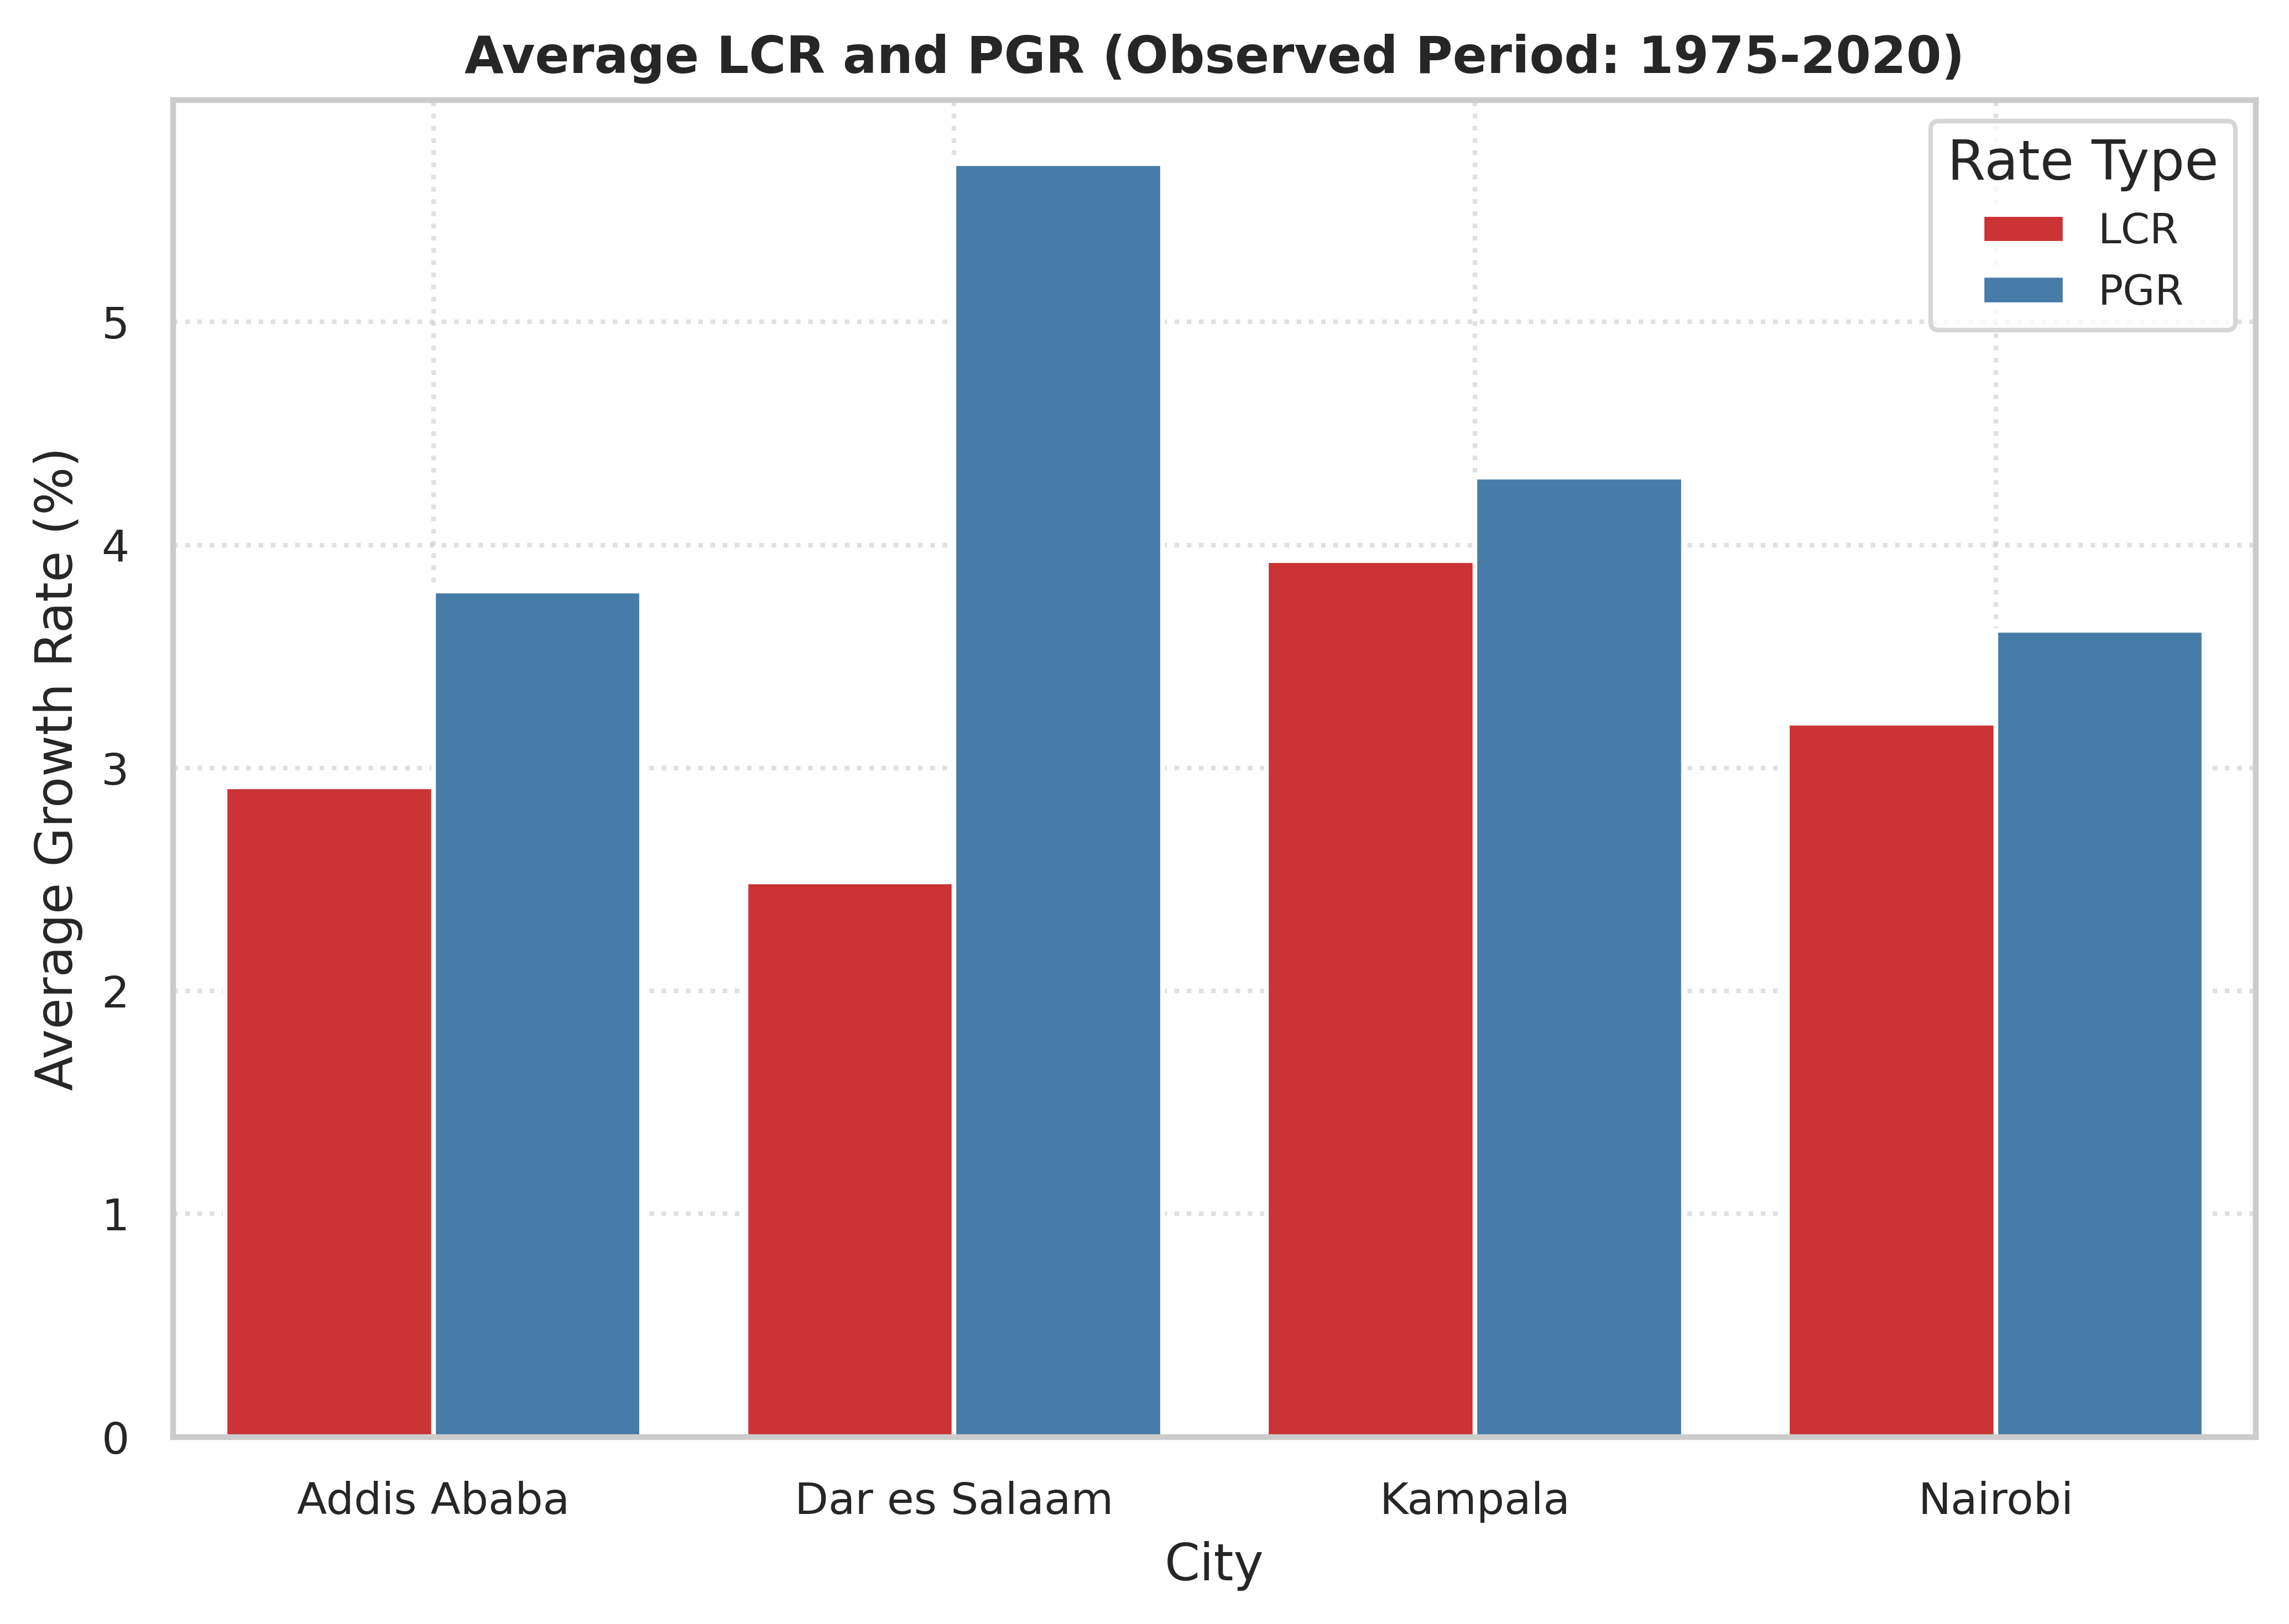 Average LCR and PGR (Observed Period: 1975-2020)
Rate Type
LCR
PGR
Average Growth Rate (%)
5
4
3
2
1
0
Addis Ababa
Dar es Salaam
Kampala
Nairobi
City